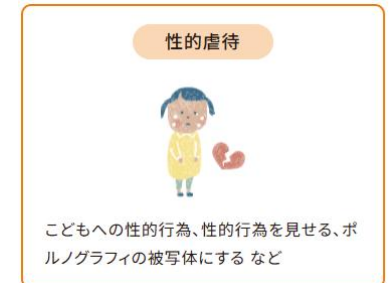 性的虐待
こどもへの性的行為、性的行為を見せる、ポ
ルノグラフィの被写体にする など